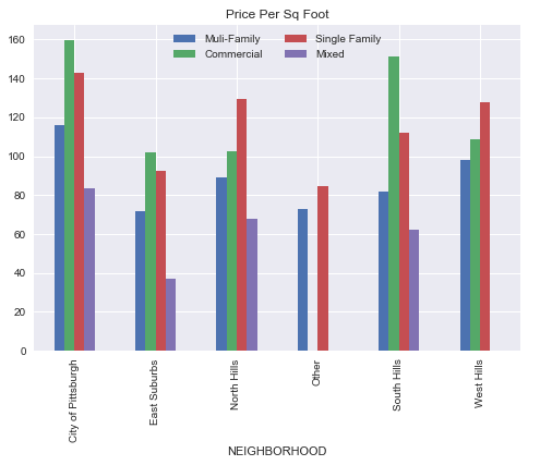 Price Per Sq Foot
Muli-Family
Single Family
Commercial
Mixed
160
140
120
100
80
60
40
20
0
City of Pittsburgh
East Suburbs
North Hills
Other
South Hills
West Hills
NEIGHBORHOOD